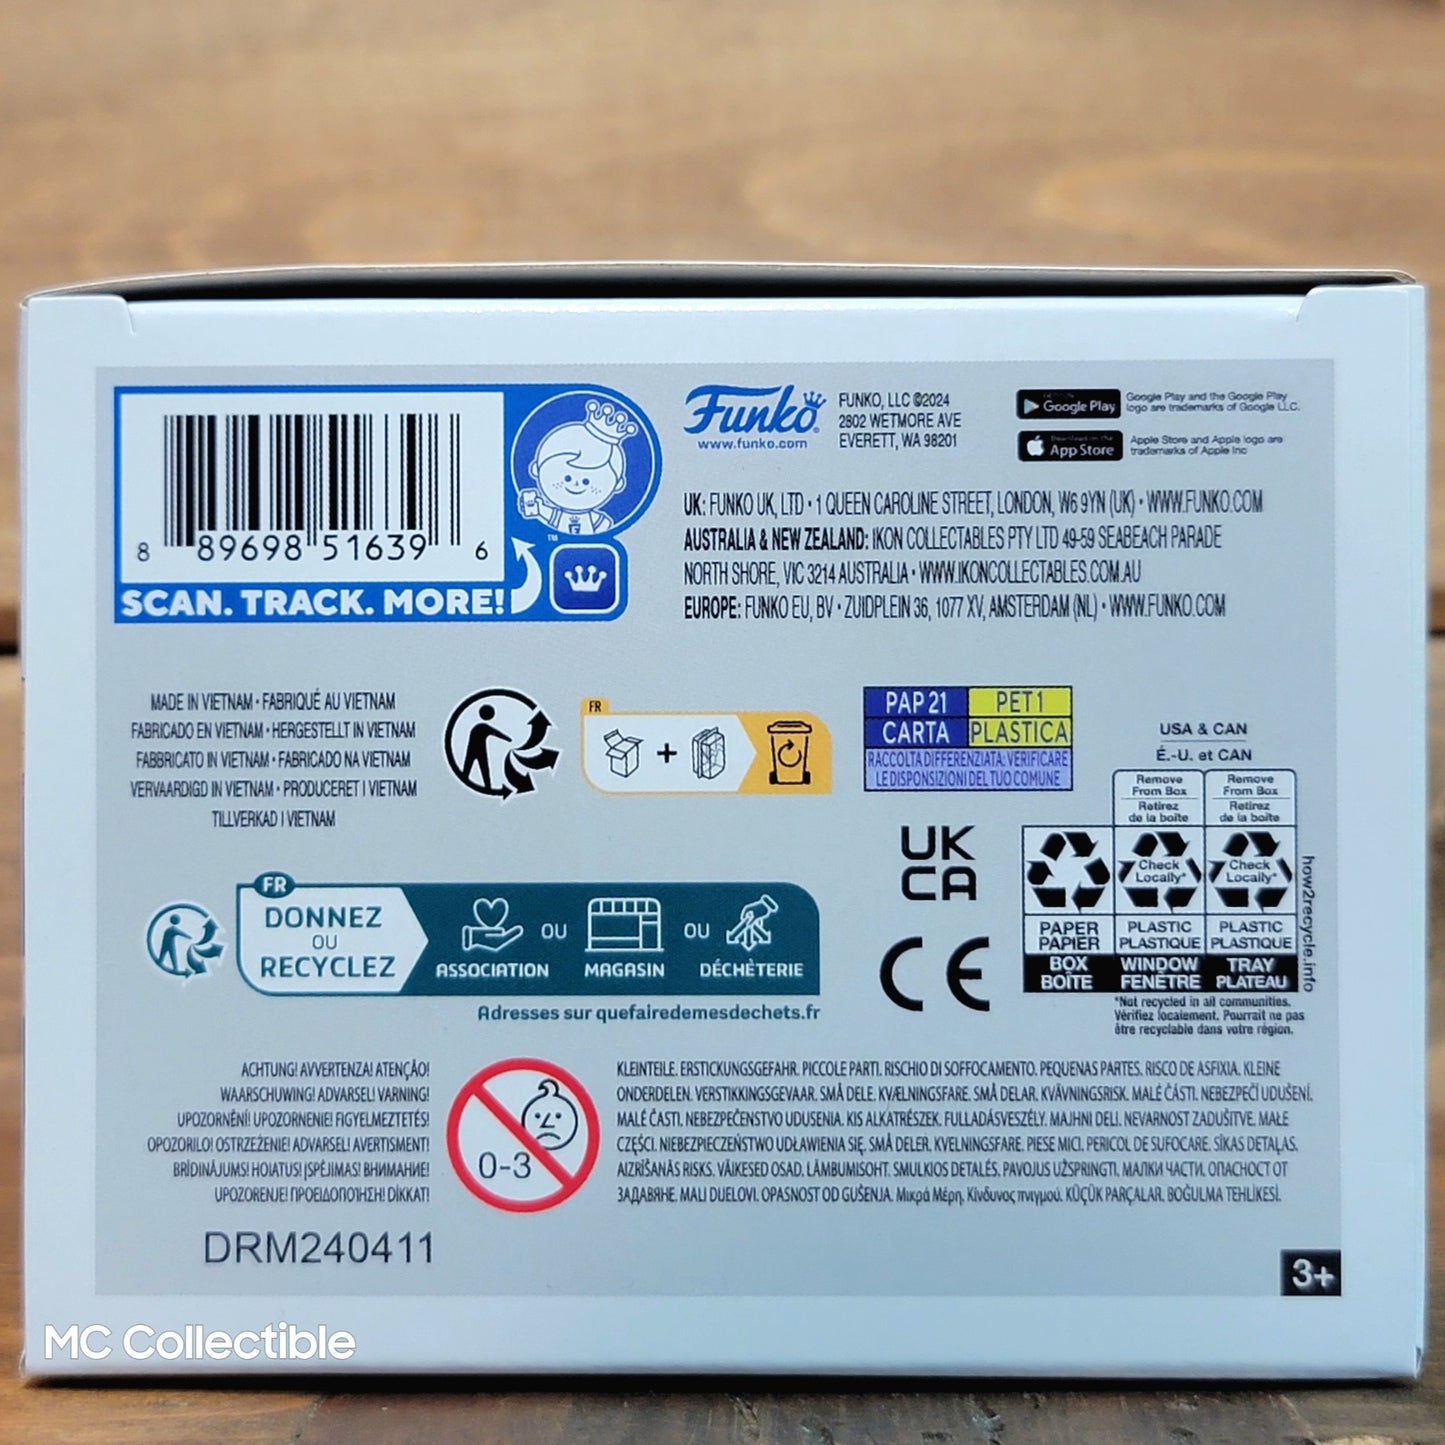 8 89698 51639 6
SCAN. TRACK. MORE!
TM
Funko
www.funko.com
FUNKO, LLC ©2024
2802 WETMORE AVE
EVERETT, WA 98201
Google Play
Google Play and the Google Play
logo are trademarks of Google LLC.
Download on the
App Store
Apple Store and Apple logo are
trademarks of Apple Inc
UK: FUNKO UK, LTD • 1 QUEEN CAROLINE STREET, LONDON, W6 9YN (UK) • WWW.FUNKO.COM
AUSTRALIA & NEW ZEALAND: IKON COLLECTABLES PTY LTD 49-59 SEABEACH PARADE
NORTH SHORE, VIC 3214 AUSTRALIA • WWW.IKONCOLLECTABLES.COM.AU
EUROPE: FUNKO EU, BV • ZUIDPLEIN 36, 1077 XV, AMSTERDAM (NL) • WWW.FUNKO.COM
MADE IN VIETNAM • FABRIQUÉ AU VIETNAM
FABRICADO EN VIETNAM • HERGESTELLT IN VIETNAM
FABBRICATO IN VIETNAM • FABRICADO NA VIETNAM
VERVAARDIGD IN VIETNAM • PRODUCERET I VIETNAM
TILLVERKAD I VIETNAM
FR
+
PAP 21
PET 1
CARTA
PLASTICA
RACCOLTA DIFFERENZIATA: VERIFICARE
LE DISPOSIZIONI DEL TUO COMUNE
USA & CAN
É.-U. et CAN
Remove
From Box
Retirez
de la boîte
Remove
From Box
Retirez
de la boîte
Check
Locally*
Check
Locally*
PAPER
PAPIER
PLASTIC
PLASTIQUE
PLASTIC
PLASTIQUE
BOX
BOÎTE
WINDOW
FENÊTRE
TRAY
PLATEAU
how2recycle.info
*Not recycled in all communities.
Vérifiez localement. Pourrait ne pas
être recyclable dans votre région.
UK
CA
CE
FR
DONNEZ
OU
RECYCLEZ
ASSOCIATION
OU
MAGASIN
OU
DÉCHÈTERIE
Adresses sur quefairedemesdechets.fr
ACHTUNG! AVVERTENZA! ATENÇÃO!
WAARSCHUWING! ADVARSEL! VARNING!
UPOZORNĚNÍ! UPOZORNENIE! FIGYELMEZTETÉS!
OPOZORILO! OSTRZEŻENIE! ADVARSEL! AVERTISMENT!
BRĪDINĀJUMS! HOIATUS! ĮSPĖJIMAS! ВНИМАНИЕ!
UPOZORENJE! ΠΡΟΕΙΔΟΠΟΙΗΣΗ! DİKKAT!
0-3
KLEINTEILE. ERSTICKUNGSGEFAHR. PICCOLE PARTI. RISCHIO DI SOFFOCAMENTO. PEQUENAS PARTES. RISCO DE ASFIXIA. KLEINE
ONDERDELEN. VERSTIKKINGSGEVAAR. SMÅ DELE. KVÆLNINGSFARE. SMÅ DELAR. KVÄVNINGSRISK. MALÉ ČÁSTI. NEBEZPEČÍ UDUŠENÍ.
MALÉ ČASTI. NEBEZPEČENSTVO UDUSENIA. KIS ALKATRÉSZEK. FULLADÁSVESZÉLY. MAJHNI DELI. NEVARNOST ZADUŠITVE. MAŁE
CZĘŚCI. NIEBEZPIECZEŃSTWO UDŁAWIENIA SIĘ. SMÅ DELER. KVELNINGSFARE. PIESE MICI. PERICOL DE SUFOCARE. SĪKAS DETAĻAS.
AIZRĪŠANĀS RISKS. VÄIKESED OSAD. LÄMBUMISOHT. SMULKIOS DETALĖS. PAVOJUS UŽSPRINGTI. МАЛКИ ЧАСТИ. ОПАСНОСТ ОТ
ЗАДАВЯНЕ. MALI DIJELOVI. OPASNOST OD GUŠENJA. Μικρά Μέρη. Κίνδυνος πνιγμού. KÜÇÜK PARÇALAR. BOĞULMA TEHLİKESİ.
DRM240411
3+
MC Collectible